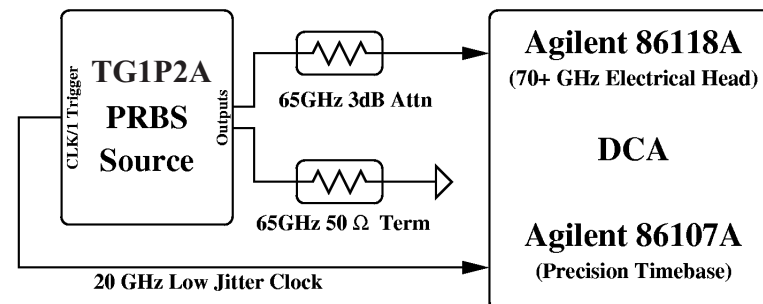 CLK/1 Trigger
TG1P2A
PRBS
Source
Outputs
65GHz 3dB Attn
65GHz 50 Ω Term
20 GHz Low Jitter Clock
Agilent 86118A
(70+ GHz Electrical Head)
DCA
Agilent 86107A
(Precision Timebase)